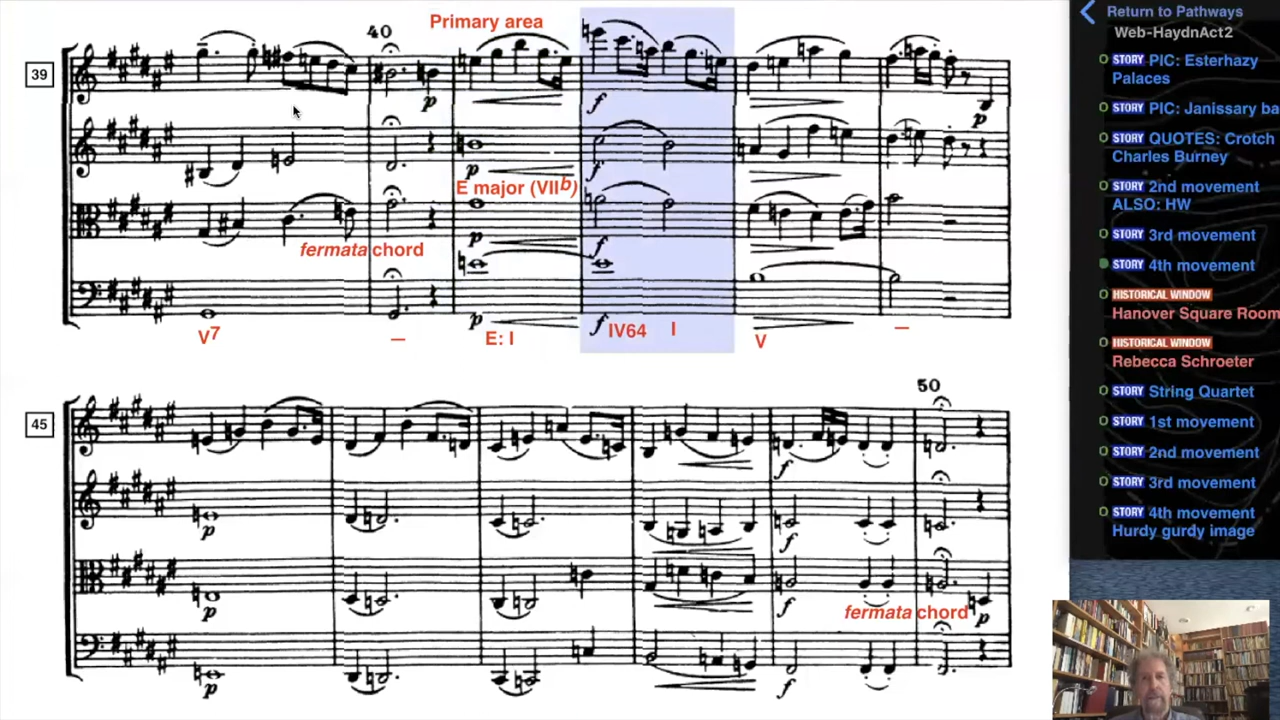 Primary area
40
39
p
f
p
p
E major (VIIb)
p
f
fermata chord
p
f
p
f
V7
—
E: I
IV64
I
V
—
50
45
f
p
f
p
f
fermata chord
p
p
f
Return to Pathways
Web-HaydnAct2
STORY PIC: Esterhazy
Palaces
STORY PIC: Janissary ba
STORY QUOTES: Crotch
Charles Burney
STORY 2nd movement
ALSO: HW
STORY 3rd movement
STORY 4th movement
HISTORICAL WINDOW
Hanover Square Room
HISTORICAL WINDOW
Rebecca Schroeter
STORY String Quartet
STORY 1st movement
STORY 2nd movement
STORY 3rd movement
STORY 4th movement
Hurdy gurdy image